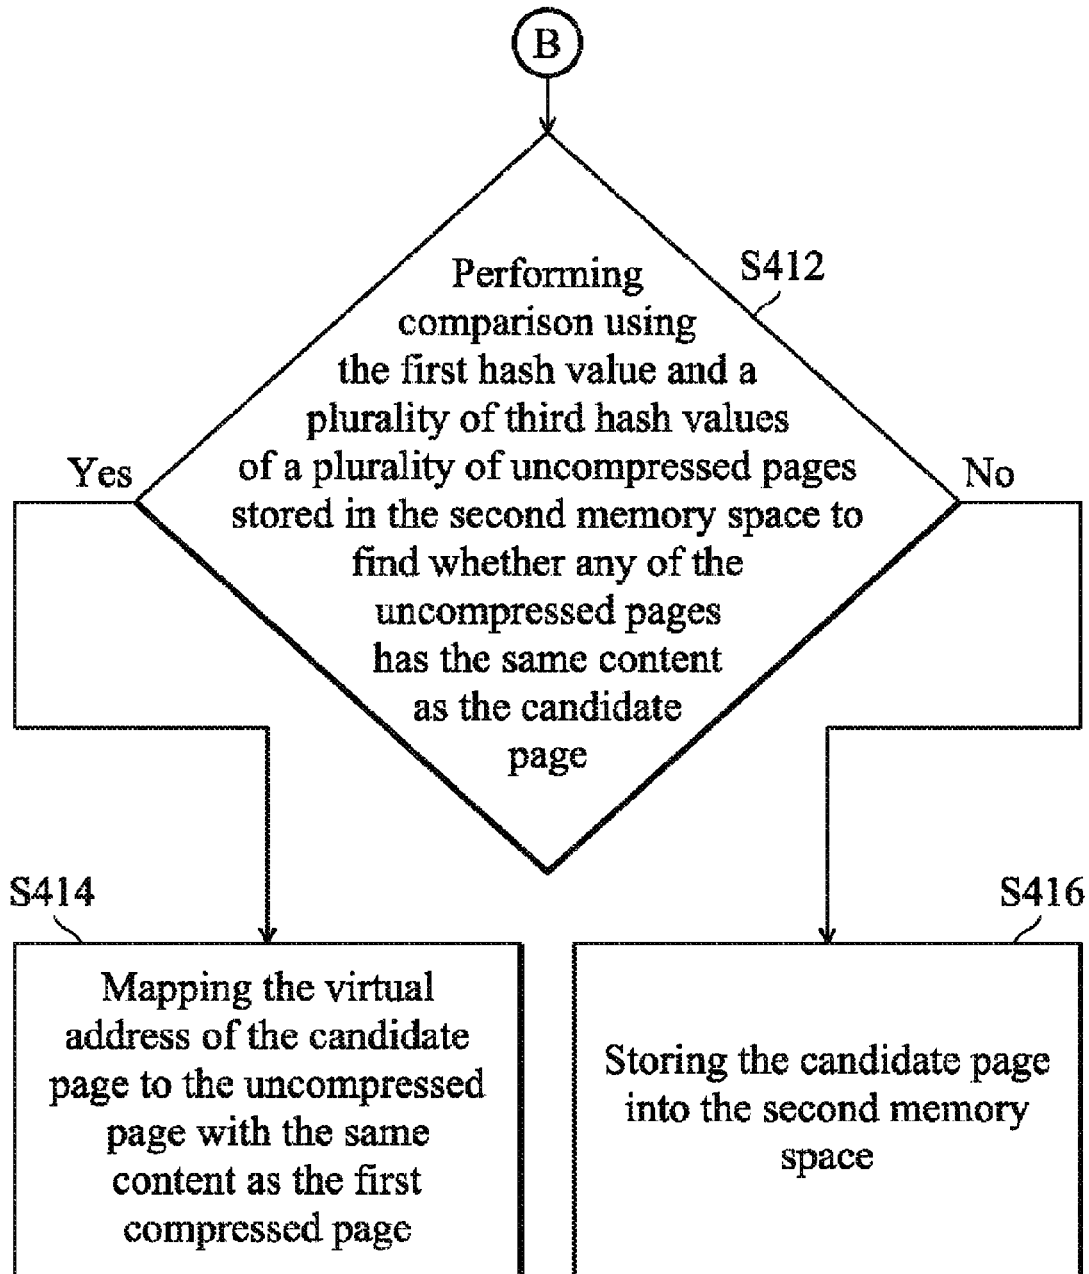 B
S412
Performing
comparison using
the first hash value and a
plurality of third hash values
of a plurality of uncompressed pages
stored in the second memory space to
find whether any of the
uncompressed pages
has the same content
as the candidate
page
Yes
No
S414
Mapping the virtual
address of the candidate
page to the uncompressed
page with the same
content as the first
compressed page
S416
Storing the candidate page
into the second memory
space